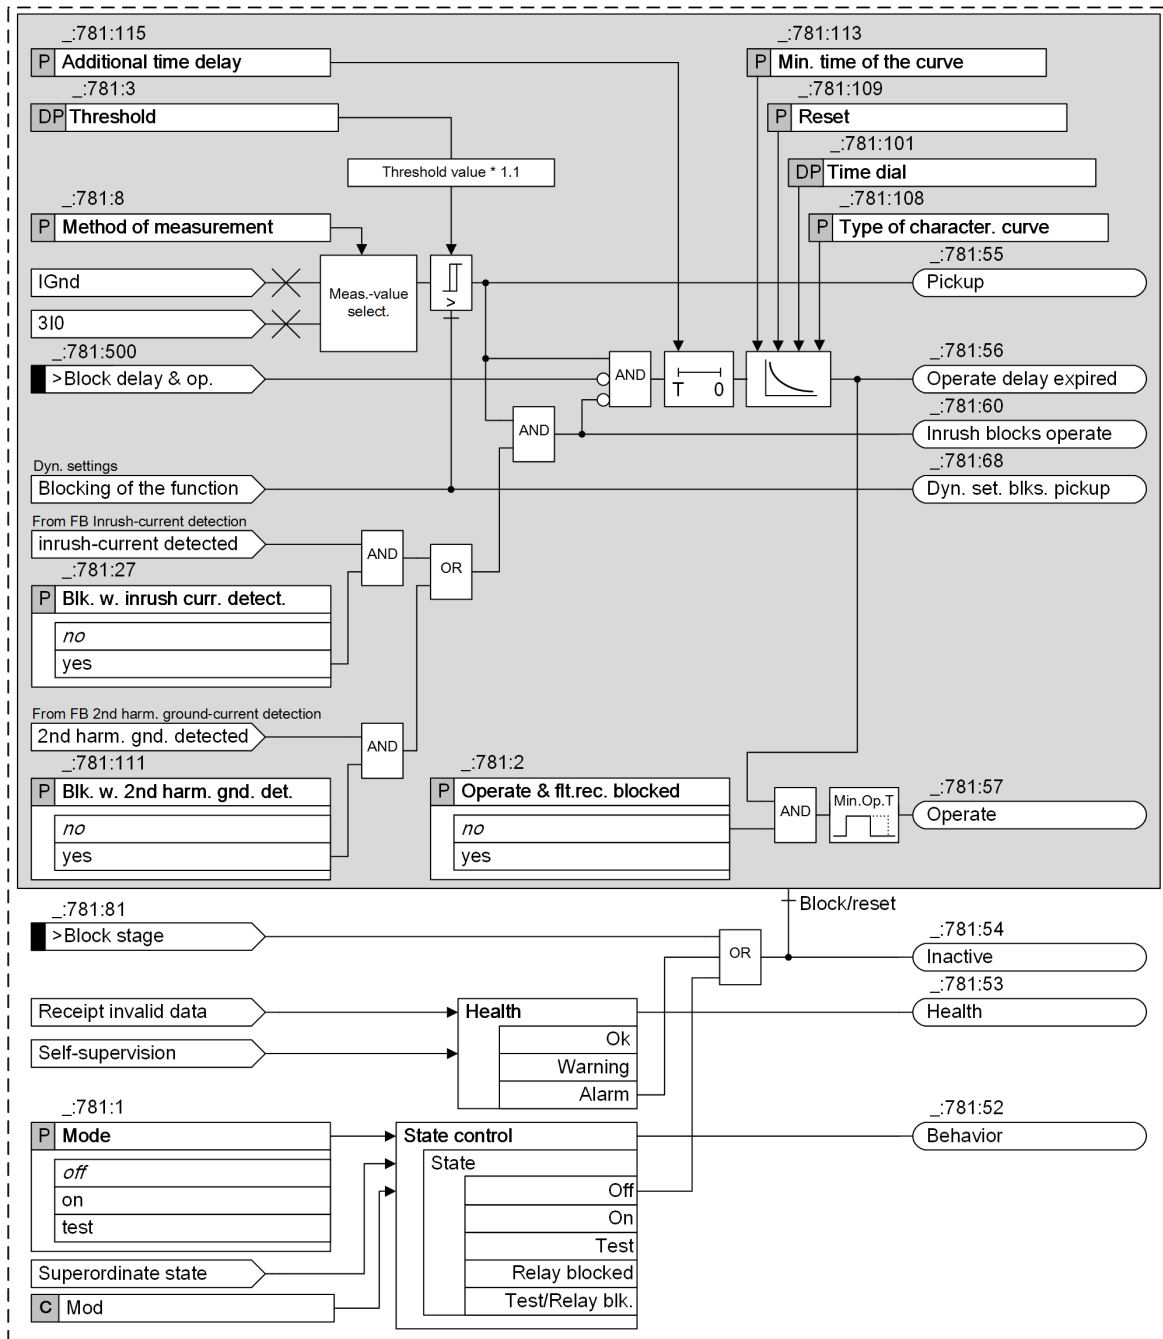 _:781:115
P Additional time delay
_:781:113
P Min. time of the curve
_:781:3
DP Threshold
_:781:109
P Reset
_:781:101
DP Time dial
Threshold value * 1.1
_:781:8
P Method of measurement
_:781:108
P Type of character. curve
IGnd
3I0
Meas.-value
select.
>
_:781:55
Pickup
_:781:500
>Block delay & op.
AND
T 0
_:781:56
Operate delay expired
AND
_:781:60
Inrush blocks operate
Dyn. settings
Blocking of the function
_:781:68
Dyn. set. blks. pickup
From FB Inrush-current detection
inrush-current detected
AND
OR
_:781:27
P Blk. w. inrush curr. detect.
no
yes
From FB 2nd harm. ground-current detection
2nd harm. gnd. detected
AND
_:781:111
P Blk. w. 2nd harm. gnd. det.
no
yes
_:781:2
P Operate & flt.rec. blocked
no
yes
AND
Min.Op.T
_:781:57
Operate
Block/reset
_:781:81
>Block stage
OR
_:781:54
Inactive
Receipt invalid data
Self-supervision
Health
Ok
Warning
Alarm
_:781:53
Health
_:781:1
P Mode
off
on
test
Superordinate state
C Mod
State control
State
Off
On
Test
Relay blocked
Test/Relay blk.
_:781:52
Behavior